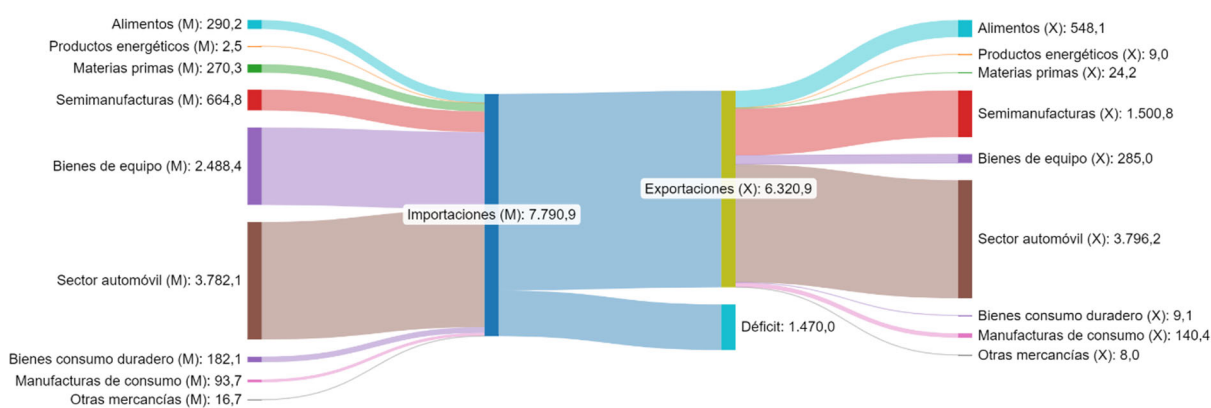 Alimentos (M): 290,2
Productos energéticos (M): 2,5
Materias primas (M): 270,3
Semimanufacturas (M): 664,8
Bienes de equipo (M): 2.488,4
Sector automóvil (M): 3.782,1
Bienes consumo duradero (M): 182,1
Manufacturas de consumo (M): 93,7
Otras mercancías (M): 16,7
Importaciones (M): 7.790,9
Exportaciones (X): 6.320,9
Déficit: 1.470,0
Alimentos (X): 548,1
Productos energéticos (X): 9,0
Materias primas (X): 24,2
Semimanufacturas (X): 1.500,8
Bienes de equipo (X): 285,0
Sector automóvil (X): 3.796,2
Bienes consumo duradero (X): 9,1
Manufacturas de consumo (X): 140,4
Otras mercancías (X): 8,0